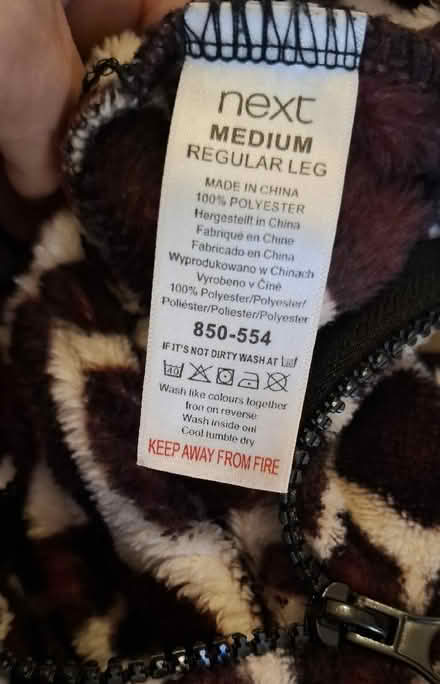 next
MEDIUM
REGULAR LEG
MADE IN CHINA
100% POLYESTER
Hergestellt in China
Fabriqué en Chine
Fabricado en China
Wyprodukowano w Chinach
Vyrobeno v Číně
100% Polyester/Polyester/
Poliéster/Poliester/Polyester
850-554
IF IT'S NOT DIRTY WASH AT
40
Wash like colours together
Iron on reverse
Wash inside out
Cool tumble dry
KEEP AWAY FROM FIRE